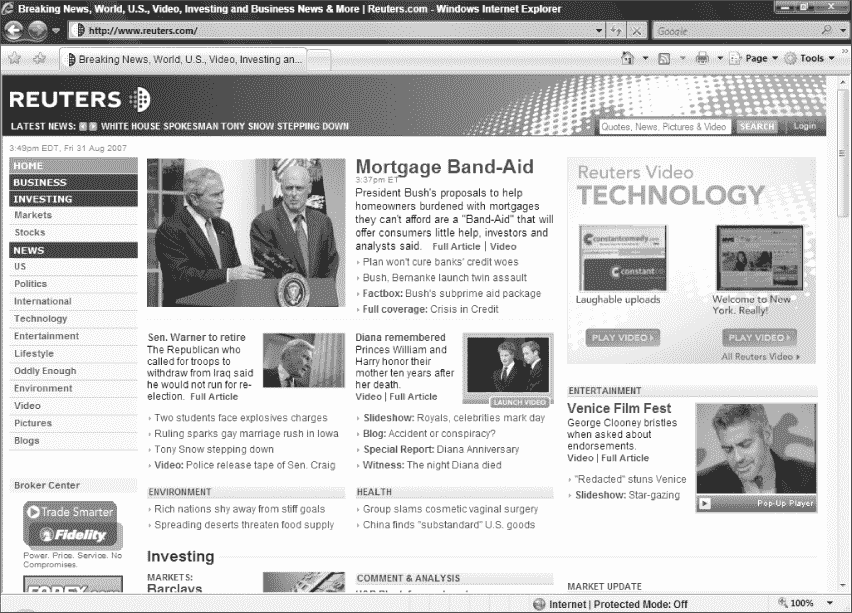 Breaking News, World, U.S., Video, Investing and Business News & More | Reuters.com - Windows Internet Explorer
http://www.reuters.com/
Google
Breaking News, World, U.S., Video, Investing an...
Page
Tools
REUTERS
LATEST NEWS: WHITE HOUSE SPOKESMAN TONY SNOW STEPPING DOWN
Quotes, News, Pictures & Video
SEARCH
Login
3:49pm EDT, Fri 31 Aug 2007
HOME
BUSINESS
INVESTING
Markets
Stocks
NEWS
US
Politics
International
Technology
Entertainment
Lifestyle
Oddly Enough
Environment
Video
Pictures
Blogs
Broker Center
Trade Smarter
Fidelity
Power. Price. Service. No
Compromises.
FOREX.com
Mortgage Band-Aid
3:37pm ET
President Bush's proposals to help
homeowners burdened with mortgages
they can't afford are a "Band-Aid" that will
offer consumers little help, investors and
analysts said. Full Article | Video
Plan won't cure banks' credit woes
Bush, Bernanke launch twin assault
Factbox: Bush's subprime aid package
Full coverage: Crisis in Credit
Sen. Warner to retire
The Republican who
called for troops to
withdraw from Iraq said
he would not run for re-
election. Full Article
Two students face explosives charges
Ruling sparks gay marriage rush in Iowa
Tony Snow stepping down
Video: Police release tape of Sen. Craig
Diana remembered
Princes William and
Harry honor their
mother ten years after
her death.
Video | Full Article
LAUNCH VIDEO
Slideshow: Royals, celebrities mark day
Blog: Accident or conspiracy?
Special Report: Diana Anniversary
Witness: The night Diana died
ENVIRONMENT
Rich nations shy away from stiff goals
Spreading deserts threaten food supply
HEALTH
Group slams cosmetic vaginal surgery
China finds "substandard" U.S. goods
Investing
MARKETS:
Barclays
COMMENT & ANALYSIS
Reuters Video
TECHNOLOGY
constantcomedy.com
constant
Laughable uploads
Welcome to New
York. Really!
PLAY VIDEO
PLAY VIDEO
All Reuters Video
ENTERTAINMENT
Venice Film Fest
George Clooney bristles
when asked about
endorsements.
Video | Full Article
"Redacted" stuns Venice
Slideshow: Star-gazing
Pop-Up Player
MARKET UPDATE
Internet | Protected Mode: Off
100%